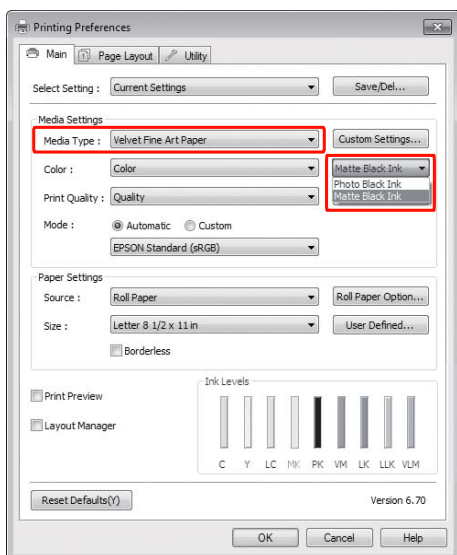 Printing Preferences
Main Page Layout Utility
Select Setting : Current Settings Save/Del...
Media Settings
Media Type : Velvet Fine Art Paper Custom Settings...
Color : Color Matte Black Ink
Photo Black Ink
Print Quality : Quality Matte Black Ink
Mode : Automatic Custom
EPSON Standard (sRGB)
Paper Settings
Source : Roll Paper Roll Paper Option...
Size : Letter 8 1/2 x 11 in User Defined...
Borderless
Ink Levels
Print Preview
Layout Manager
C Y LC MK PK VM LK LLK VLM
Reset Defaults(Y) Version 6.70
OK Cancel Help